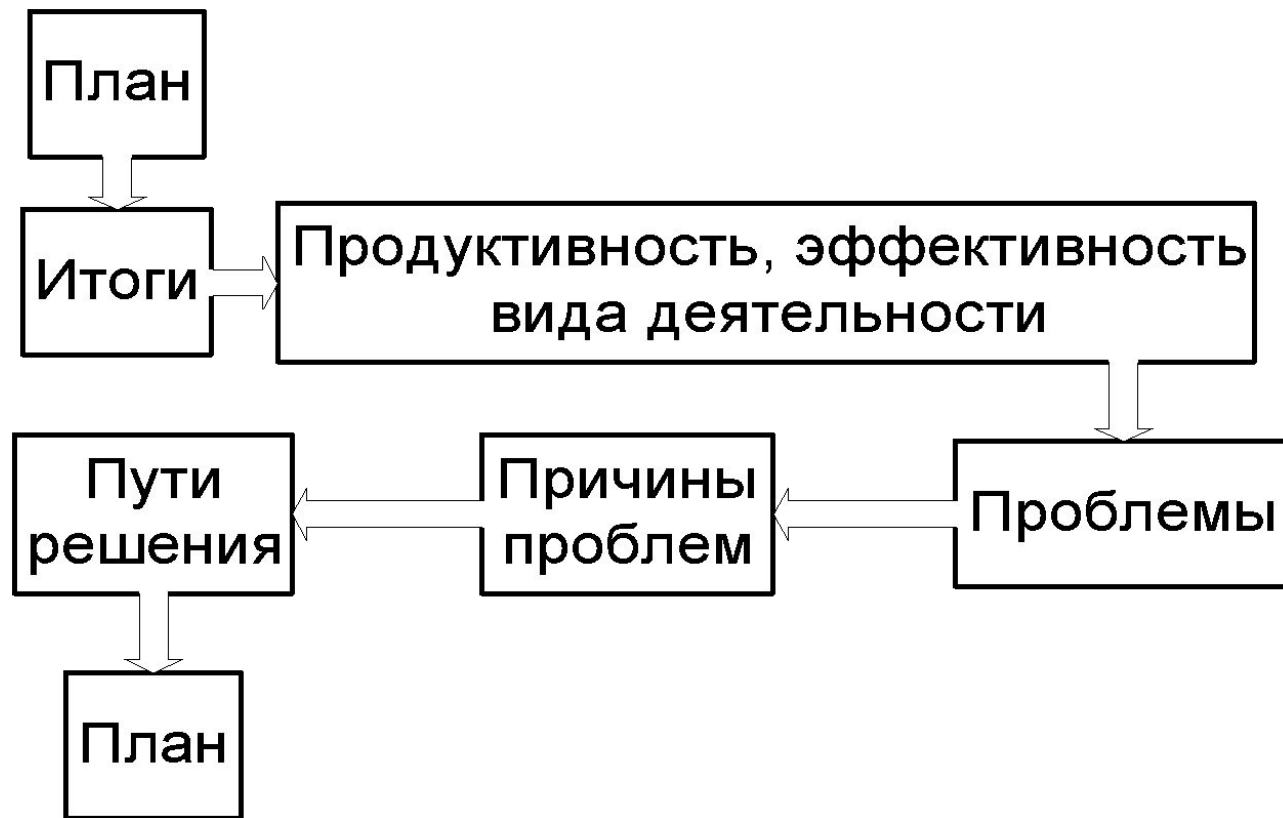 План
Итоги
Продуктивность, эффективность
вида деятельности
Проблемы
Причины
проблем
Пути
решения
План